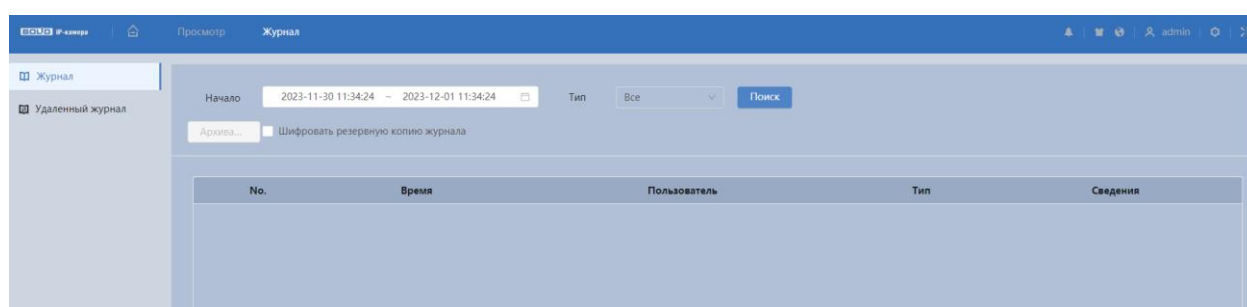 BOLID IP-камера Просмотр Журнал admin
Журнал
Удаленный журнал
Начало 2023-11-30 11:34:24 ~ 2023-12-01 11:34:24 Тип Все Поиск
Архива... Шифровать резервную копию журнала
No. Время Пользователь Тип Сведения